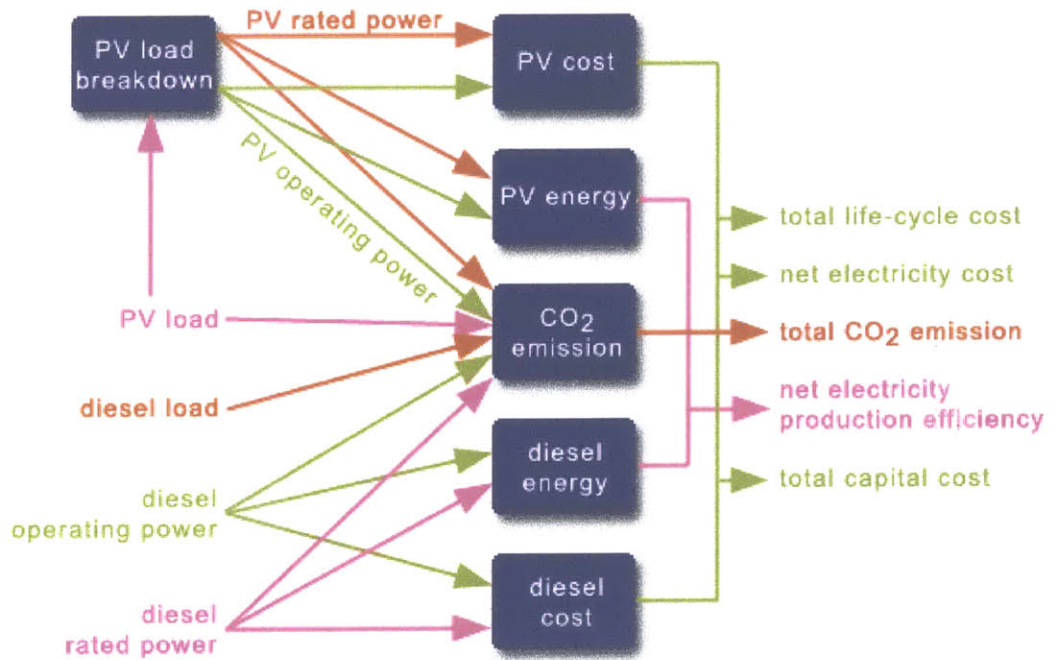 PV rated power
PV load
breakdown
PV cost
PV operating power
PV energy
total life-cycle cost
net electricity cost
PV load
CO₂
emission
total CO₂ emission
diesel load
net electricity
production efficiency
diesel
energy
total capital cost
diesel
operating power
diesel
cost
diesel
rated power